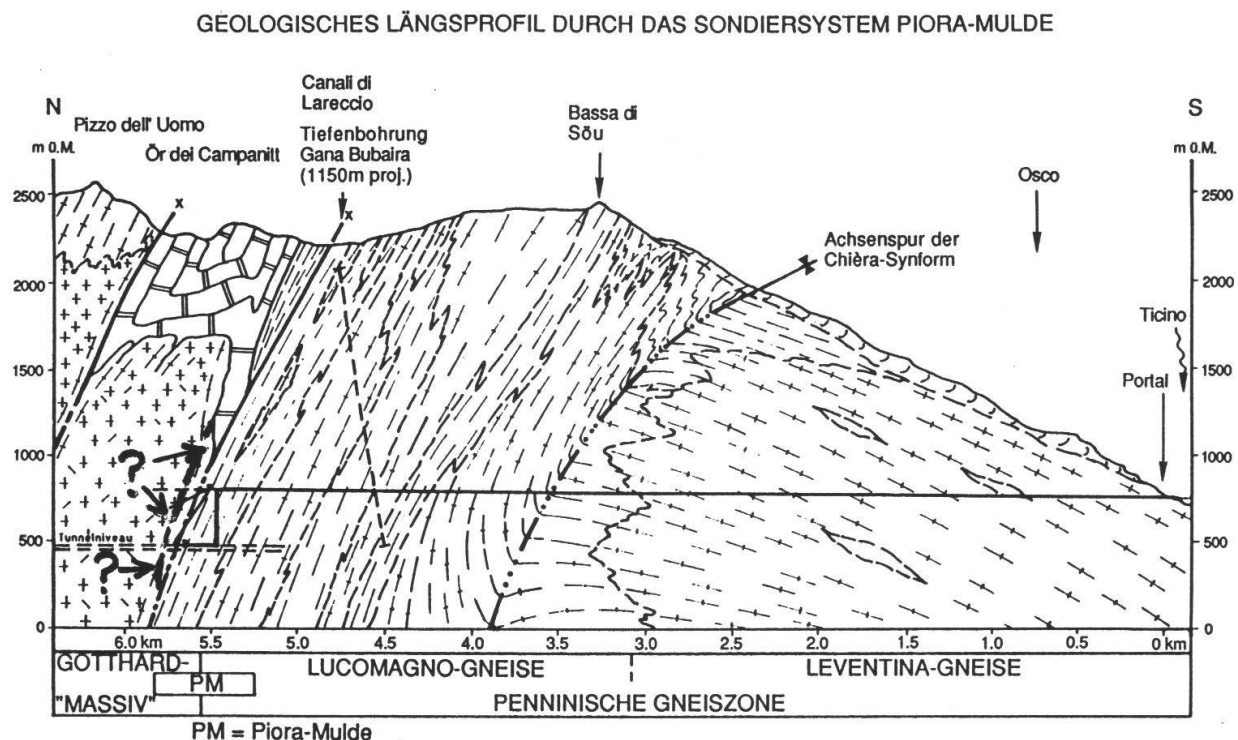 GEOLOGISCHES LÄNGSPROFIL DURCH DAS SONDIERSYSTEM PIORA-MULDE
N
S
Pizzo dell' Uomo
m ü.M.
Ör dei Campanitt
Canali di
Lareccio
Tiefenbohrung
Gana Bubaira
(1150m proj.)
Bassa di
Sõu
Osco
m ü.M.
x
x
2500
2500
Achsenspur der
Chièra-Synform
2000
2000
Ticino
1500
1500
Portal
?
1000
1000
Tunnelniveau
500
500
?
0
0
6.0 km
5.5
5.0
4.5
4.0
3.5
3.0
2.5
2.0
1.5
1.0
0.5
0 km
GOTTHARD-
LUCOMAGNO-GNEISE
LEVENTINA-GNEISE
PM
"MASSIV"
PENNINISCHE GNEISZONE
PM = Piora-Mulde